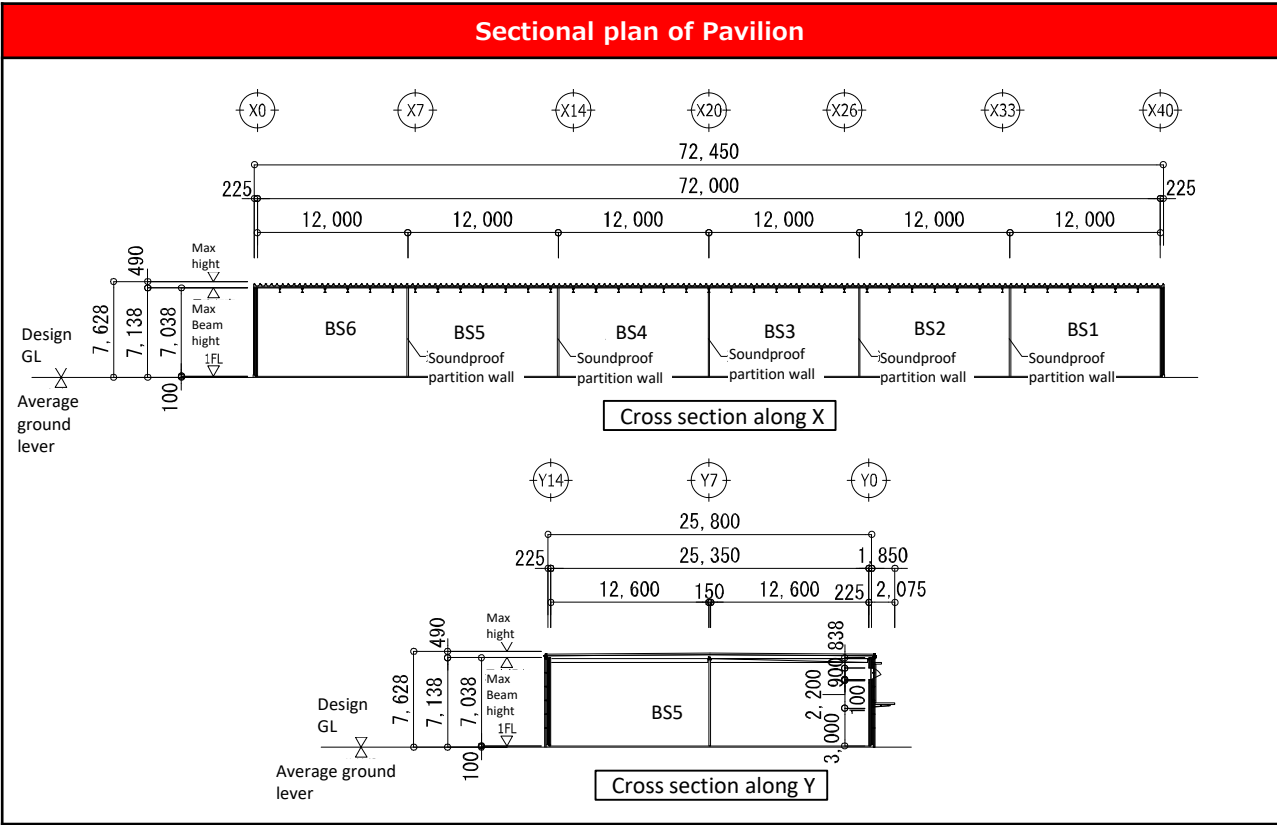 Sectional plan of Pavilion
X0 X7 X14 X20 X26 X33 X40
72,450
225 72,000 225
12,000 12,000 12,000 12,000 12,000 12,000
490
Max
hight
7,628
7,138
7,038
Max
Beam
hight
1FL
100
Design
GL
Average
ground
lever
BS6
BS5
BS4
BS3
BS2
BS1
Soundproof
partition wall
Soundproof
partition wall
Soundproof
partition wall
Soundproof
partition wall
Soundproof
partition wall
Cross section along X
Y14 Y7 Y0
25,800
225 25,350 1,850
12,600 150 12,600 225 2,075
490
Max
hight
7,628
7,138
7,038
Max
Beam
hight
1FL
100
Design
GL
Average ground
lever
BS5
838
900
100
2,200
3,000
Cross section along Y